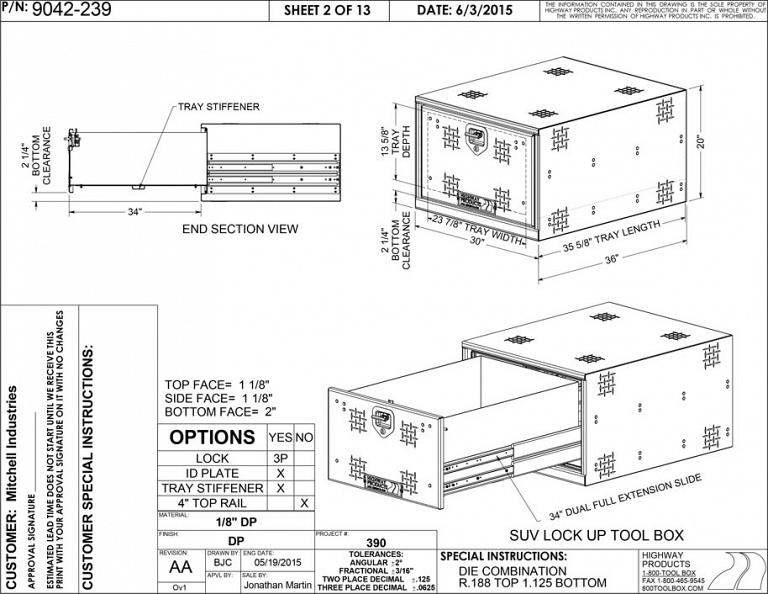 P/N: 9042-239
SHEET 2 OF 13
DATE: 6/3/2015
THE INFORMATION CONTAINED IN THIS DRAWING IS THE SOLE PROPERTY OF
HIGHWAY PRODUCTS INC. ANY REPRODUCTION IN PART OR WHOLE WITHOUT
THE WRITTEN PERMISSION OF HIGHWAY PRODUCTS INC. IS PROHIBITED.
TRAY STIFFENER
2 1/4"
BOTTOM
CLEARANCE
34"
END SECTION VIEW
13 5/8"
TRAY
DEPTH
2 1/4"
BOTTOM
CLEARANCE
HIGHWAY
PRODUCTS
23 7/8" TRAY WIDTH
30"
35 5/8" TRAY LENGTH
36"
20"
HIGHWAY
PRODUCTS
34" DUAL FULL EXTENSION SLIDE
SUV LOCK UP TOOL BOX
CUSTOMER: Mitchell Industries
APPROVAL SIGNATURE
ESTIMATED LEAD TIME DOES NOT START UNTIL WE RECEIVE THIS
PRINT WITH YOUR APPROVAL SIGNATURE ON IT WITH NO CHANGES
CUSTOMER SPECIAL INSTRUCTIONS:
TOP FACE= 1 1/8"
SIDE FACE= 1 1/8"
BOTTOM FACE= 2"
OPTIONS YES NO
LOCK 3P
ID PLATE X
TRAY STIFFENER X
4" TOP RAIL X
MATERIAL:
1/8" DP
FINISH:
DP
PROJECT #:
390
REVISION:
AA
Ov1
DRAWN BY
BJC
ENG DATE:
05/19/2015
APVL BY:
SALE BY:
Jonathan Martin
TOLERANCES:
ANGULAR ±2°
FRACTIONAL ±3/16"
TWO PLACE DECIMAL ±.125
THREE PLACE DECIMAL ±.0625
SPECIAL INSTRUCTIONS:
DIE COMBINATION
R.188 TOP 1.125 BOTTOM
HIGHWAY
PRODUCTS
1-800-TOOL BOX
FAX 1-800-465-9545
800TOOLBOX.COM